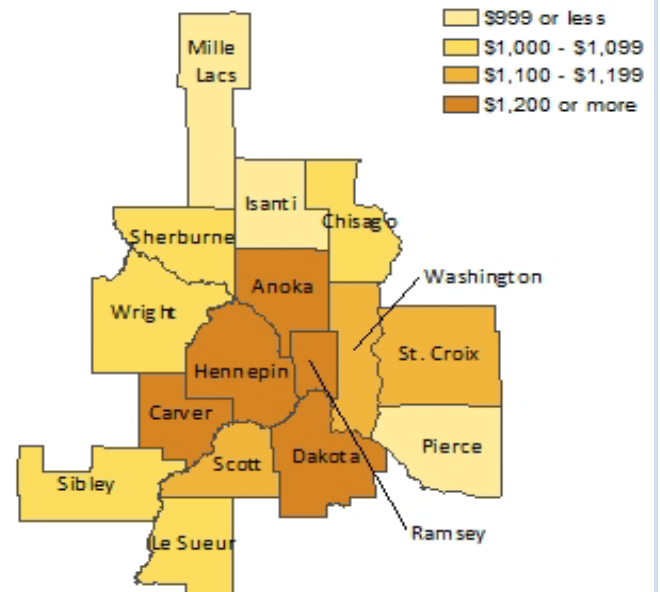 $999 or less
$1,000 - $1,099
$1,100 - $1,199
$1,200 or more
Mille
Lacs
Isanti
Chisago
Sherburne
Washington
Anoka
Wright
St. Croix
Hennepin
Carver
Pierce
Scott
Dakota
Sibley
Ramsey
Le Sueur